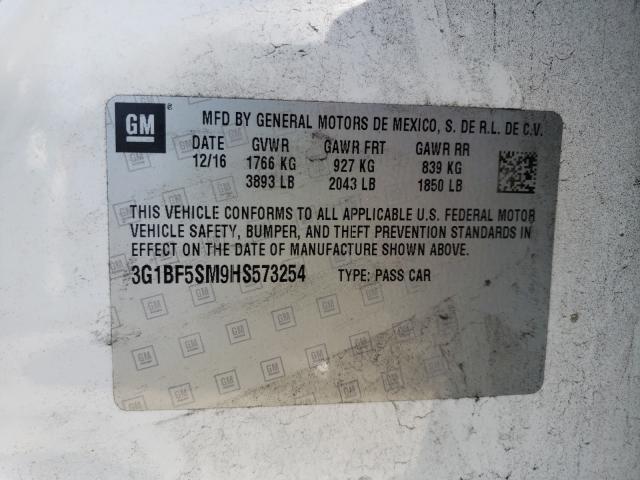 GM ®
MFD BY GENERAL MOTORS DE MEXICO, S. DE R.L. DE C.V.
DATE GVWR GAWR FRT GAWR RR
12/16 1766 KG 927 KG 839 KG
3893 LB 2043 LB 1850 LB
THIS VEHICLE CONFORMS TO ALL APPLICABLE U.S. FEDERAL MOTOR
VEHICLE SAFETY, BUMPER, AND THEFT PREVENTION STANDARDS IN
EFFECT ON THE DATE OF MANUFACTURE SHOWN ABOVE.
3G1BF5SM9HS573254 TYPE: PASS CAR